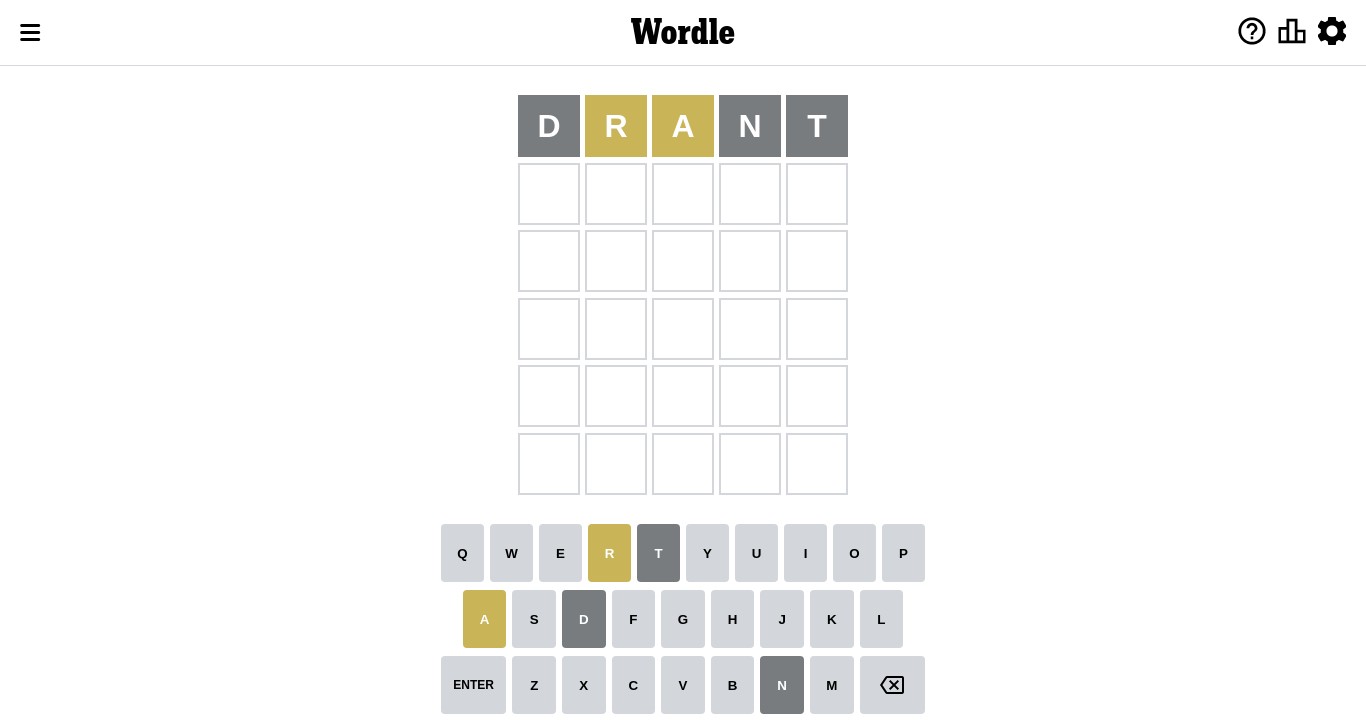 Wordle
D R A N T
Q W E R T Y U I O P
A S D F G H J K L
ENTER Z X C V B N M